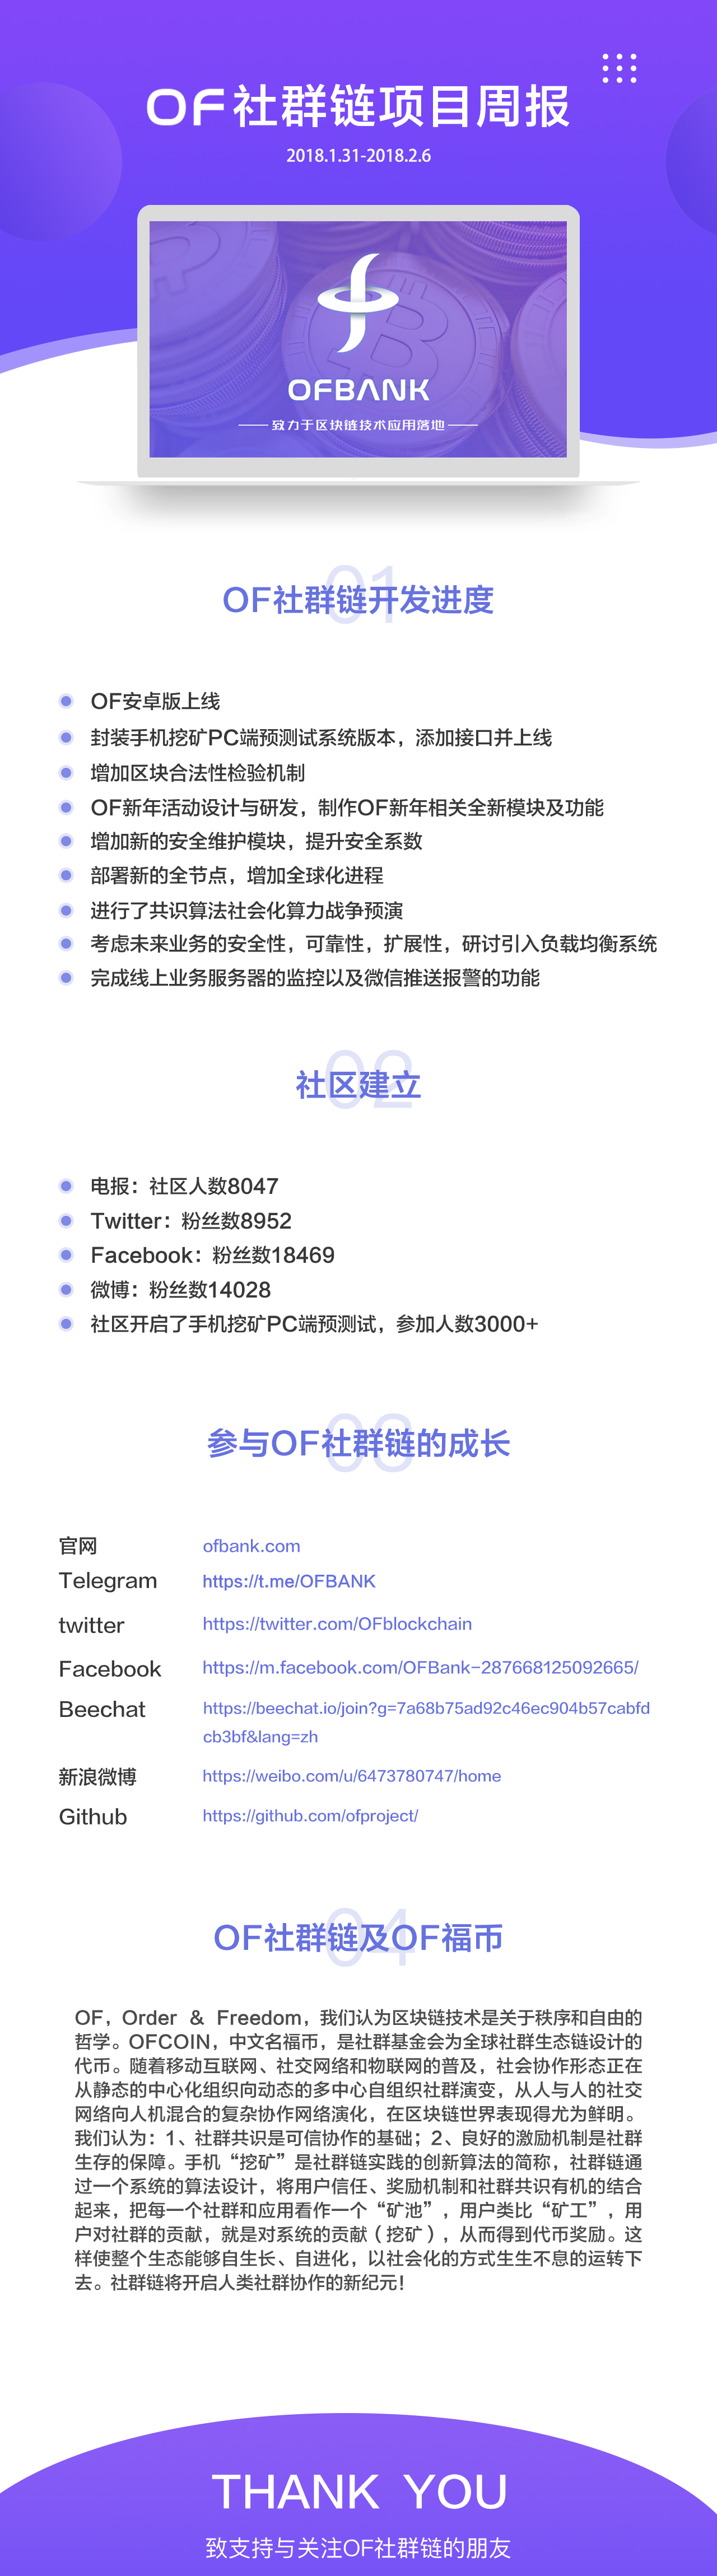 OF社群链项目周报
2018.1.31-2018.2.6
OFBANK
致力于区块链技术应用落地
01
OF社群链开发进度
OF安卓版上线
封装手机挖矿PC端预测试系统版本，添加接口并上线
增加区块合法性检验机制
OF新年活动设计与研发，制作OF新年相关全新模块及功能
增加新的安全维护模块，提升安全系数
部署新的全节点，增加全球化进程
进行了共识算法社会化算力战争预演
考虑未来业务的安全性，可靠性，扩展性，研讨引入负载均衡系统
完成线上业务服务器的监控以及微信推送报警的功能
02
社区建立
电报：社区人数8047
Twitter：粉丝数8952
Facebook：粉丝数18469
微博：粉丝数14028
社区开启了手机挖矿PC端预测试，参加人数3000+
03
参与OF社群链的成长
官网 ofbank.com
Telegram https://t.me/OFBANK
twitter https://twitter.com/OFblockchain
Facebook https://m.facebook.com/OFBank-287668125092665/
Beechat https://beechat.io/join?g=7a68b75ad92c46ec904b57cabfd
cb3bf&lang=zh
新浪微博 https://weibo.com/u/6473780747/home
Github https://github.com/ofproject/
04
OF社群链及OF福币
OF，Order & Freedom，我们认为区块链技术是关于秩序和自由的
哲学。OFCOIN，中文名福币，是社群基金会为全球社群生态链设计的
代币。随着移动互联网、社交网络和物联网的普及，社会协作形态正在
从静态的中心化组织向动态的多中心自组织社群演变，从人与人的社交
网络向人机混合的复杂协作网络演化，在区块链世界表现得尤为鲜明。
我们认为：1、社群共识是可信协作的基础；2、良好的激励机制是社群
生存的保障。手机“挖矿”是社群链实践的创新算法的简称，社群链通
过一个系统的算法设计，将用户信任、奖励机制和社群共识有机的结合
起来，把每一个社群和应用看作一个“矿池”，用户类比“矿工”，用
户对社群的贡献，就是对系统的贡献（挖矿），从而得到代币奖励。这
样使整个生态能够自生长、自进化，以社会化的方式生生不息的运转下
去。社群链将开启人类社群协作的新纪元！
THANK YOU
致支持与关注OF社群链的朋友